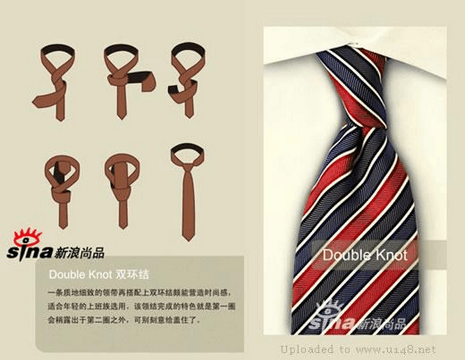 sina新浪尚品
Double Knot 双环结
一条质地细致的领带再搭配上双环结颇能营造时尚感，
适合年轻的上班族选用．该领结完成的特色就是第一圈
会稍露出于第二圈之外，可别刻意给盖住了．
Double Knot
sina新浪尚品
Uploaded to www.u148.net